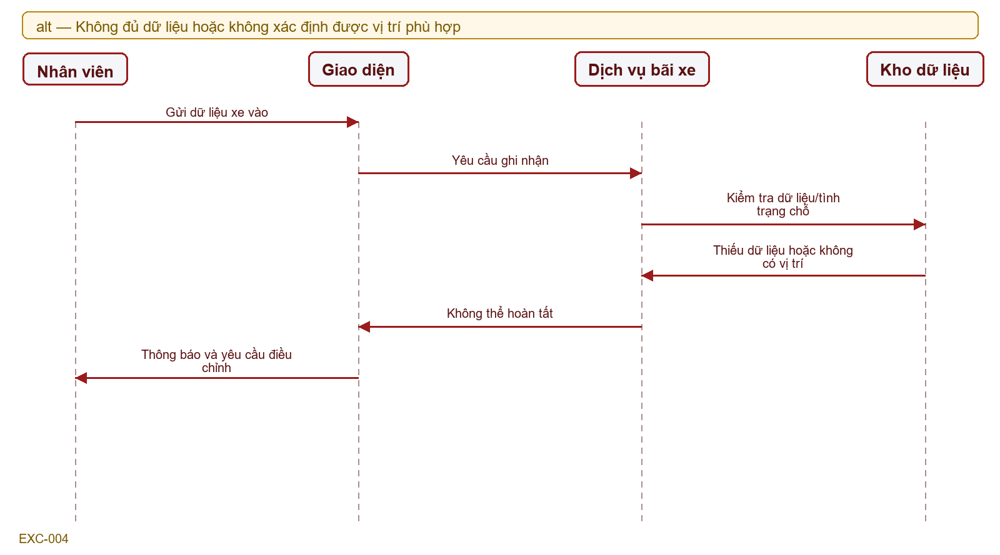 alt — Không đủ dữ liệu hoặc không xác định được vị trí phù hợp
Nhân viên
Giao diện
Dịch vụ bãi xe
Kho dữ liệu
Gửi dữ liệu xe vào
Yêu cầu ghi nhận
Kiểm tra dữ liệu/tình
trạng chỗ
Thiếu dữ liệu hoặc không
có vị trí
Không thể hoàn tất
Thông báo và yêu cầu điều
chỉnh
EXC-004